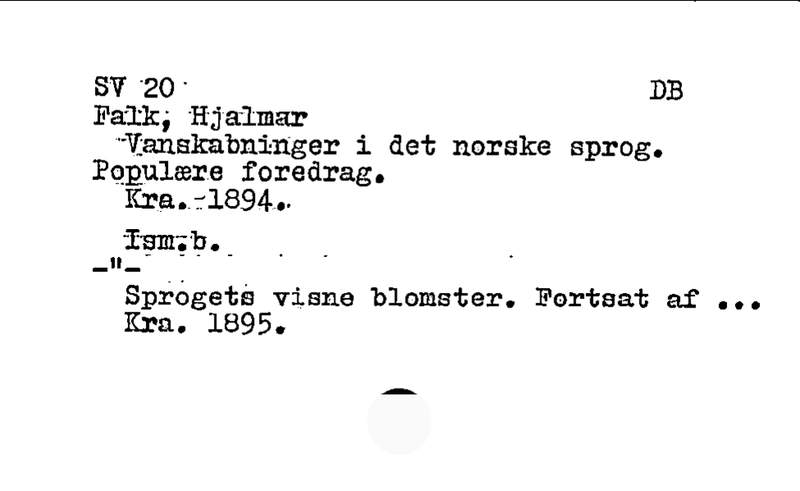 SV 20 DB
Falk, Hjalmar
Vanskabninger i det norske sprog.
Populære foredrag.
Kra. 1894.
Ism.b.
–"–
Sprogets visne blomster. Fortsat af ...
Kra. 1895.